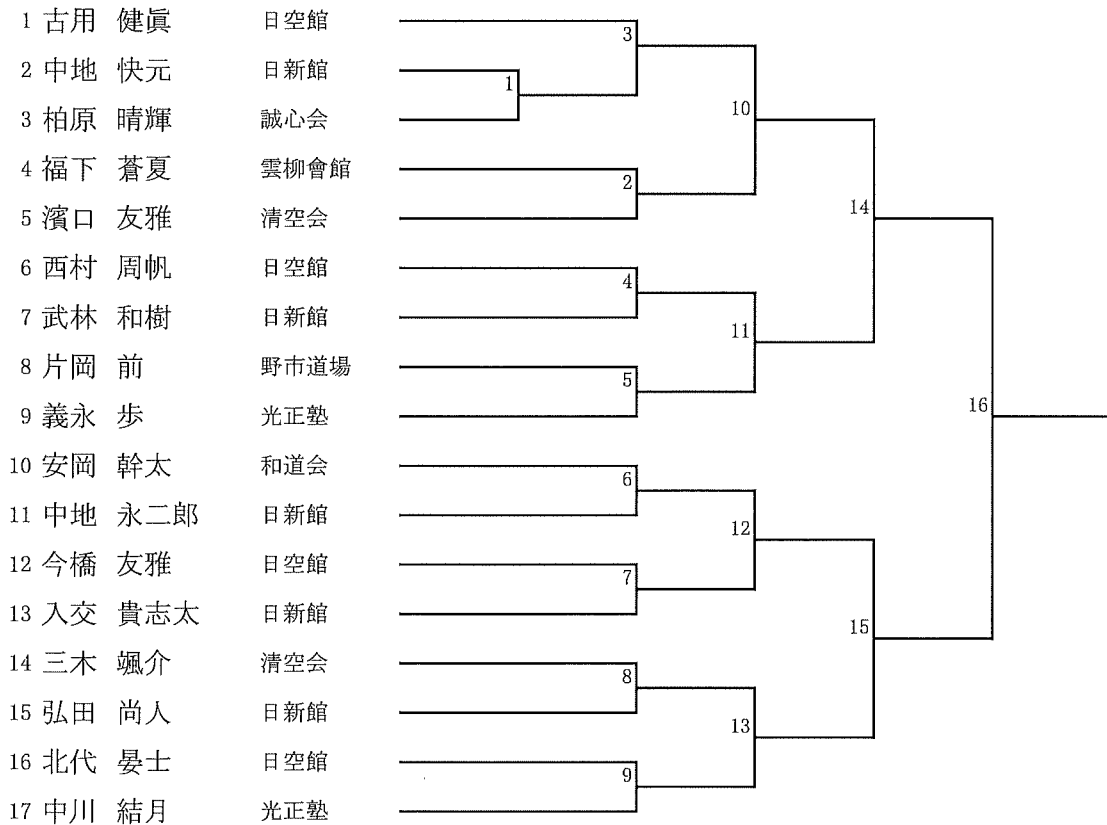 1 古用 健眞 日空館
2 中地 快元 日新館
3 柏原 晴輝 誠心会
4 福下 蒼夏 雲柳會館
5 濱口 友雅 清空会
6 西村 周帆 日空館
7 武林 和樹 日新館
8 片岡 前 野市道場
9 義永 歩 光正塾
10 安岡 幹太 和道会
11 中地 永二郎 日新館
12 今橋 友雅 日空館
13 入交 貴志太 日新館
14 三木 颯介 清空会
15 弘田 尚人 日新館
16 北代 晏士 日空館
17 中川 結月 光正塾
1
3
2
4
5
6
7
8
9
10
11
12
13
14
15
16